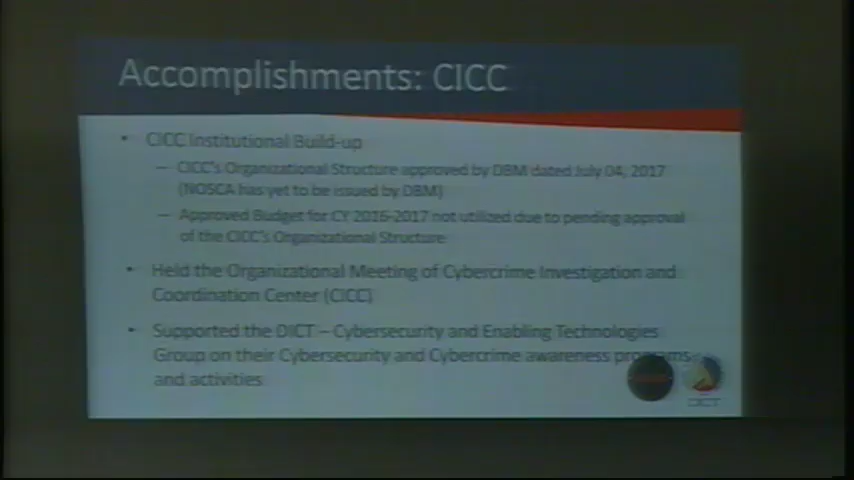 Accomplishments: CICC
• CICC Institutional Build-up
– CICC's Organizational Structure approved by DBM dated July 04, 2017
(NOSCA has yet to be issued by DBM)
– Approved Budget for CY 2016-2017 not utilized due to pending approval
of the CICC's Organizational Structure
• Held the Organizational Meeting of Cybercrime Investigation and
Coordination Center (CICC)
• Supported the DICT – Cybersecurity and Enabling Technologies
Group on their Cybersecurity and Cybercrime awareness programs
and activities
DICT